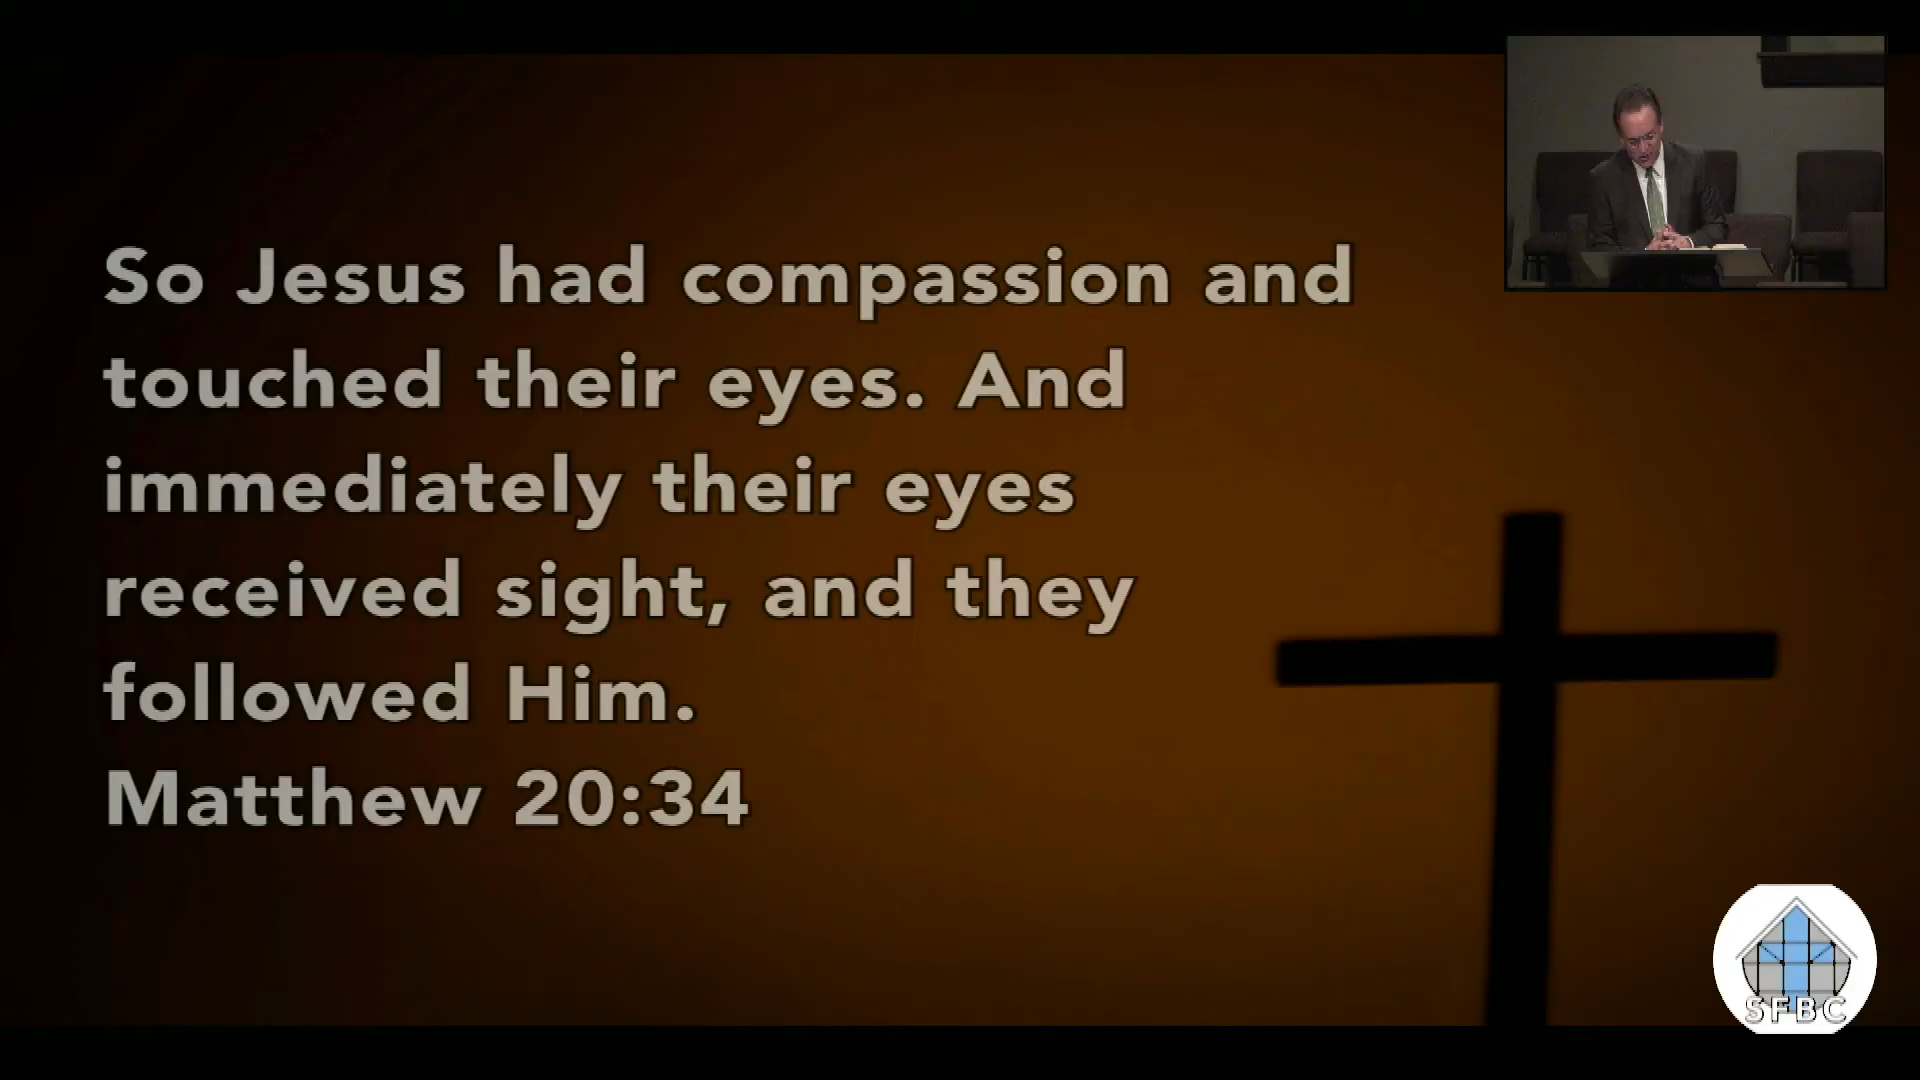 So Jesus had compassion and
touched their eyes. And
immediately their eyes
received sight, and they
followed Him.
Matthew 20:34
SFBC